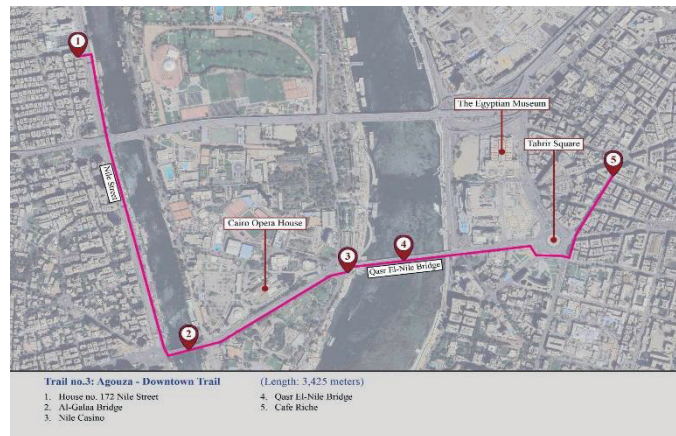 1
The Egyptian Museum
Tahrir Square
5
Nile Street
Cairo Opera House
4
3
Qasr El-Nile Bridge
2
Trail no.3: Agouza - Downtown Trail
(Length: 3,425 meters)
1. House no. 172 Nile Street
2. Al-Galaa Bridge
3. Nile Casino
4. Qasr El-Nile Bridge
5. Cafe Riche